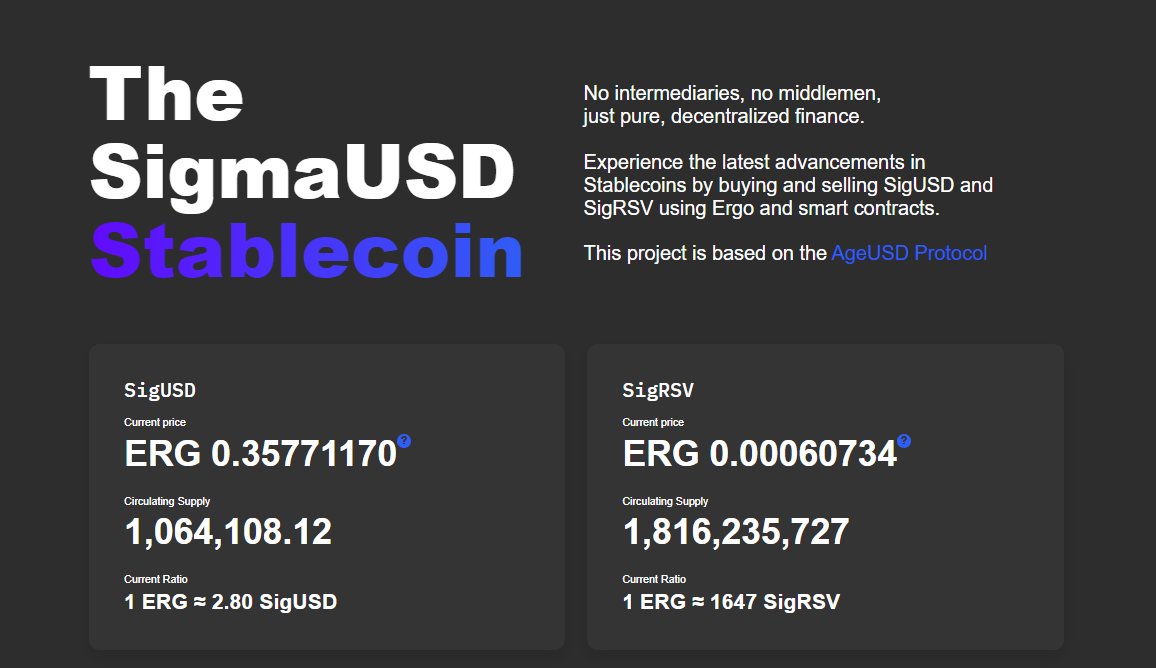 The
SigmaUSD
Stablecoin
No intermediaries, no middlemen,
just pure, decentralized finance.
Experience the latest advancements in
Stablecoins by buying and selling SigUSD and
SigRSV using Ergo and smart contracts.
This project is based on the AgeUSD Protocol
SigUSD
Current price
ERG 0.35771170?
Circulating Supply
1,064,108.12
Current Ratio
1 ERG ≈ 2.80 SigUSD
SigRSV
Current price
ERG 0.00060734?
Circulating Supply
1,816,235,727
Current Ratio
1 ERG ≈ 1647 SigRSV